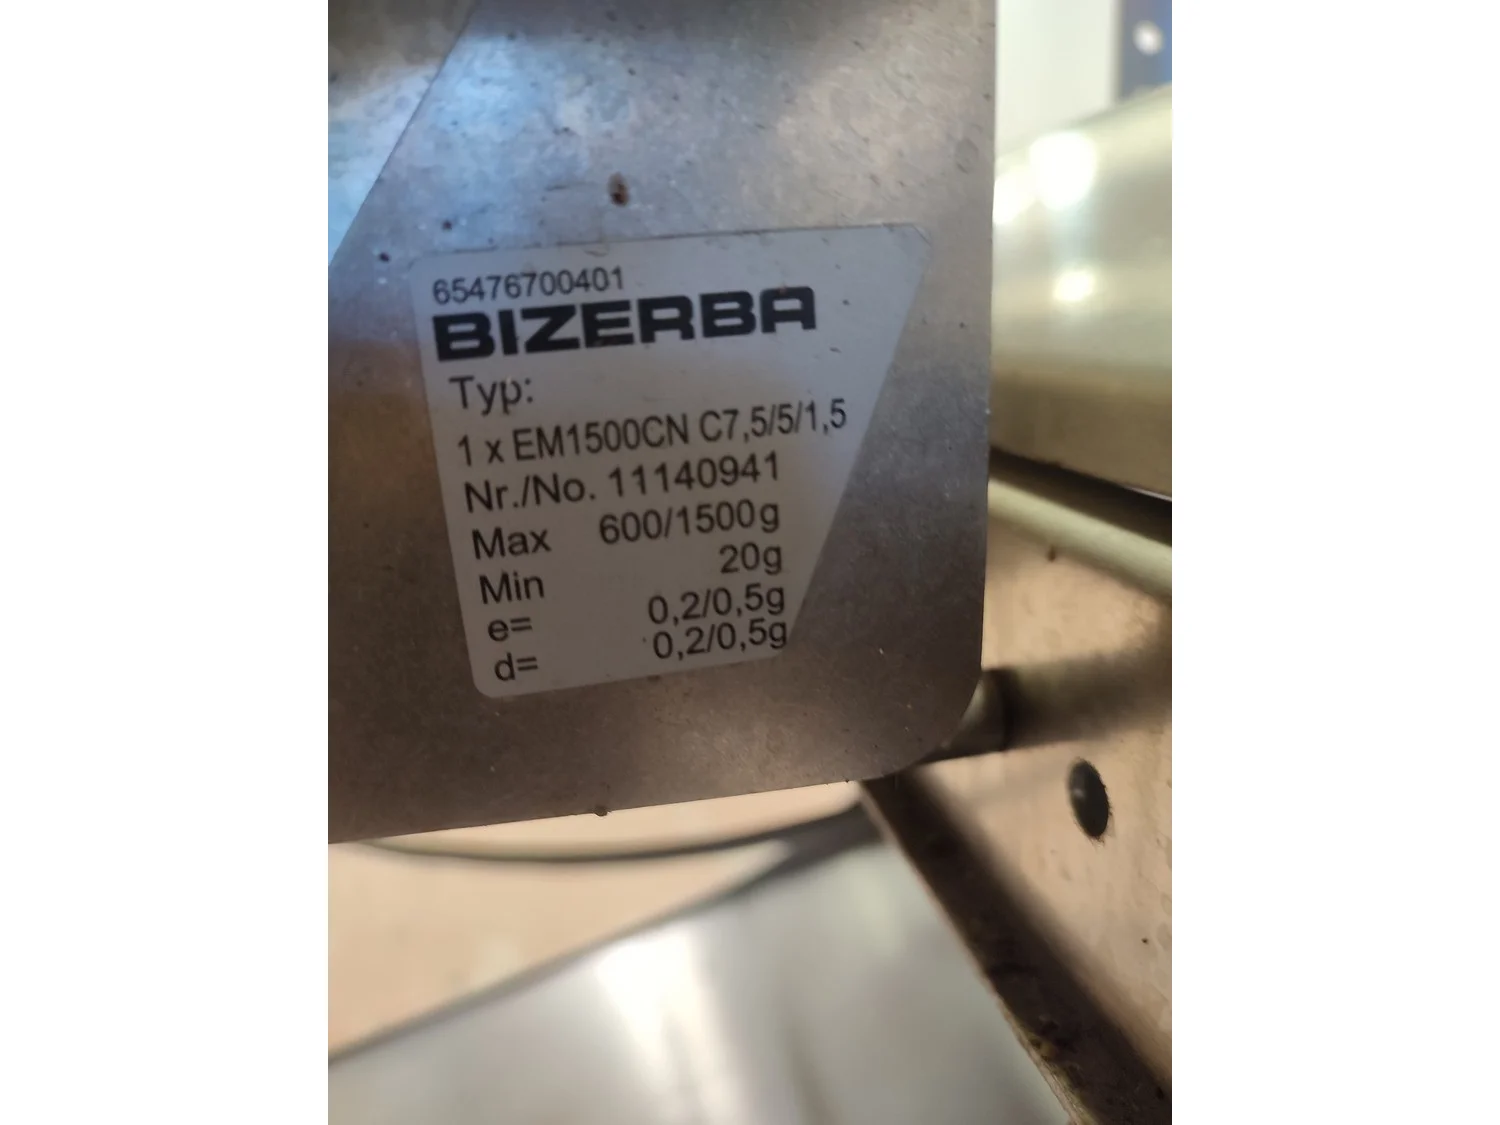 65476700401
BIZERBA
Typ:
1 x EM1500CN C7,5/5/1,5
Nr./No. 11140941
Max 600/1500g
Min 20g
e= 0,2/0,5g
d= 0,2/0,5g